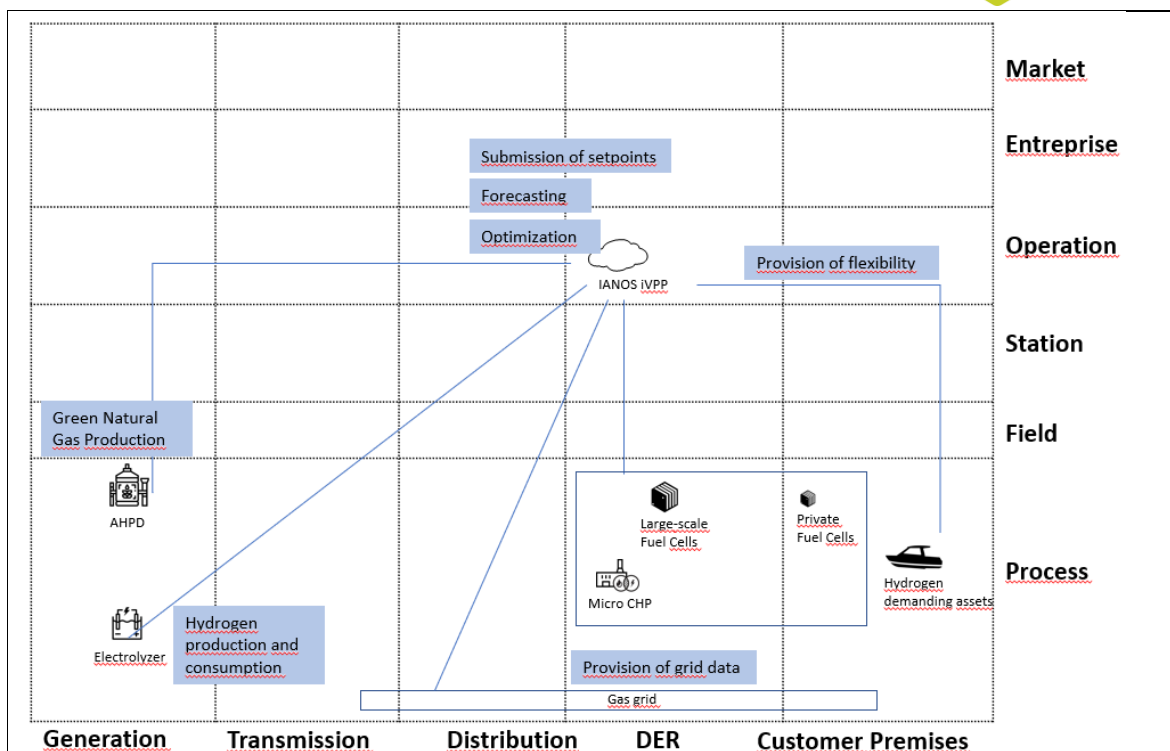 Market
Entreprise
Submission of setpoints
Forecasting
Optimization
Operation
Provision of flexibility
IANOS iVPP
Station
Green Natural
Gas Production
Field
AHPD
Large-scale
Fuel Cells
Private
Fuel Cells
Micro CHP
Hydrogen
demanding assets
Process
Electrolyzer
Hydrogen
production and
consumption
Provision of grid data
Gas grid
Generation
Transmission
Distribution
DER
Customer Premises